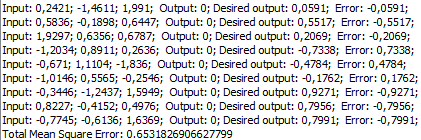 Input: 0,2421; -1,4611; 1,991;  Output: 0; Desired output: 0,0591;  Error: -0,0591;
Input: 0,5836; -0,1898; 0,6447;  Output: 0; Desired output: 0,5517;  Error: -0,5517;
Input: 1,9297; 0,6356; 0,6787;  Output: 0; Desired output: 0,2069;  Error: -0,2069;
Input: -1,2034; 0,8911; 0,2636;  Output: 0; Desired output: -0,7338;  Error: 0,7338;
Input: -0,671; 1,1104; -1,836;  Output: 0; Desired output: -0,4784;  Error: 0,4784;
Input: -1,0146; 0,5565; -0,2546;  Output: 0; Desired output: -0,1762;  Error: 0,1762;
Input: -0,3446; -1,2437; 1,5949;  Output: 0; Desired output: 0,9271;  Error: -0,9271;
Input: 0,8227; -0,4152; 0,4976;  Output: 0; Desired output: 0,7956;  Error: -0,7956;
Input: -0,7745; -0,6136; 1,6369;  Output: 0; Desired output: 0,7991;  Error: -0,7991;
Total Mean Square Error: 0.6531826906627799